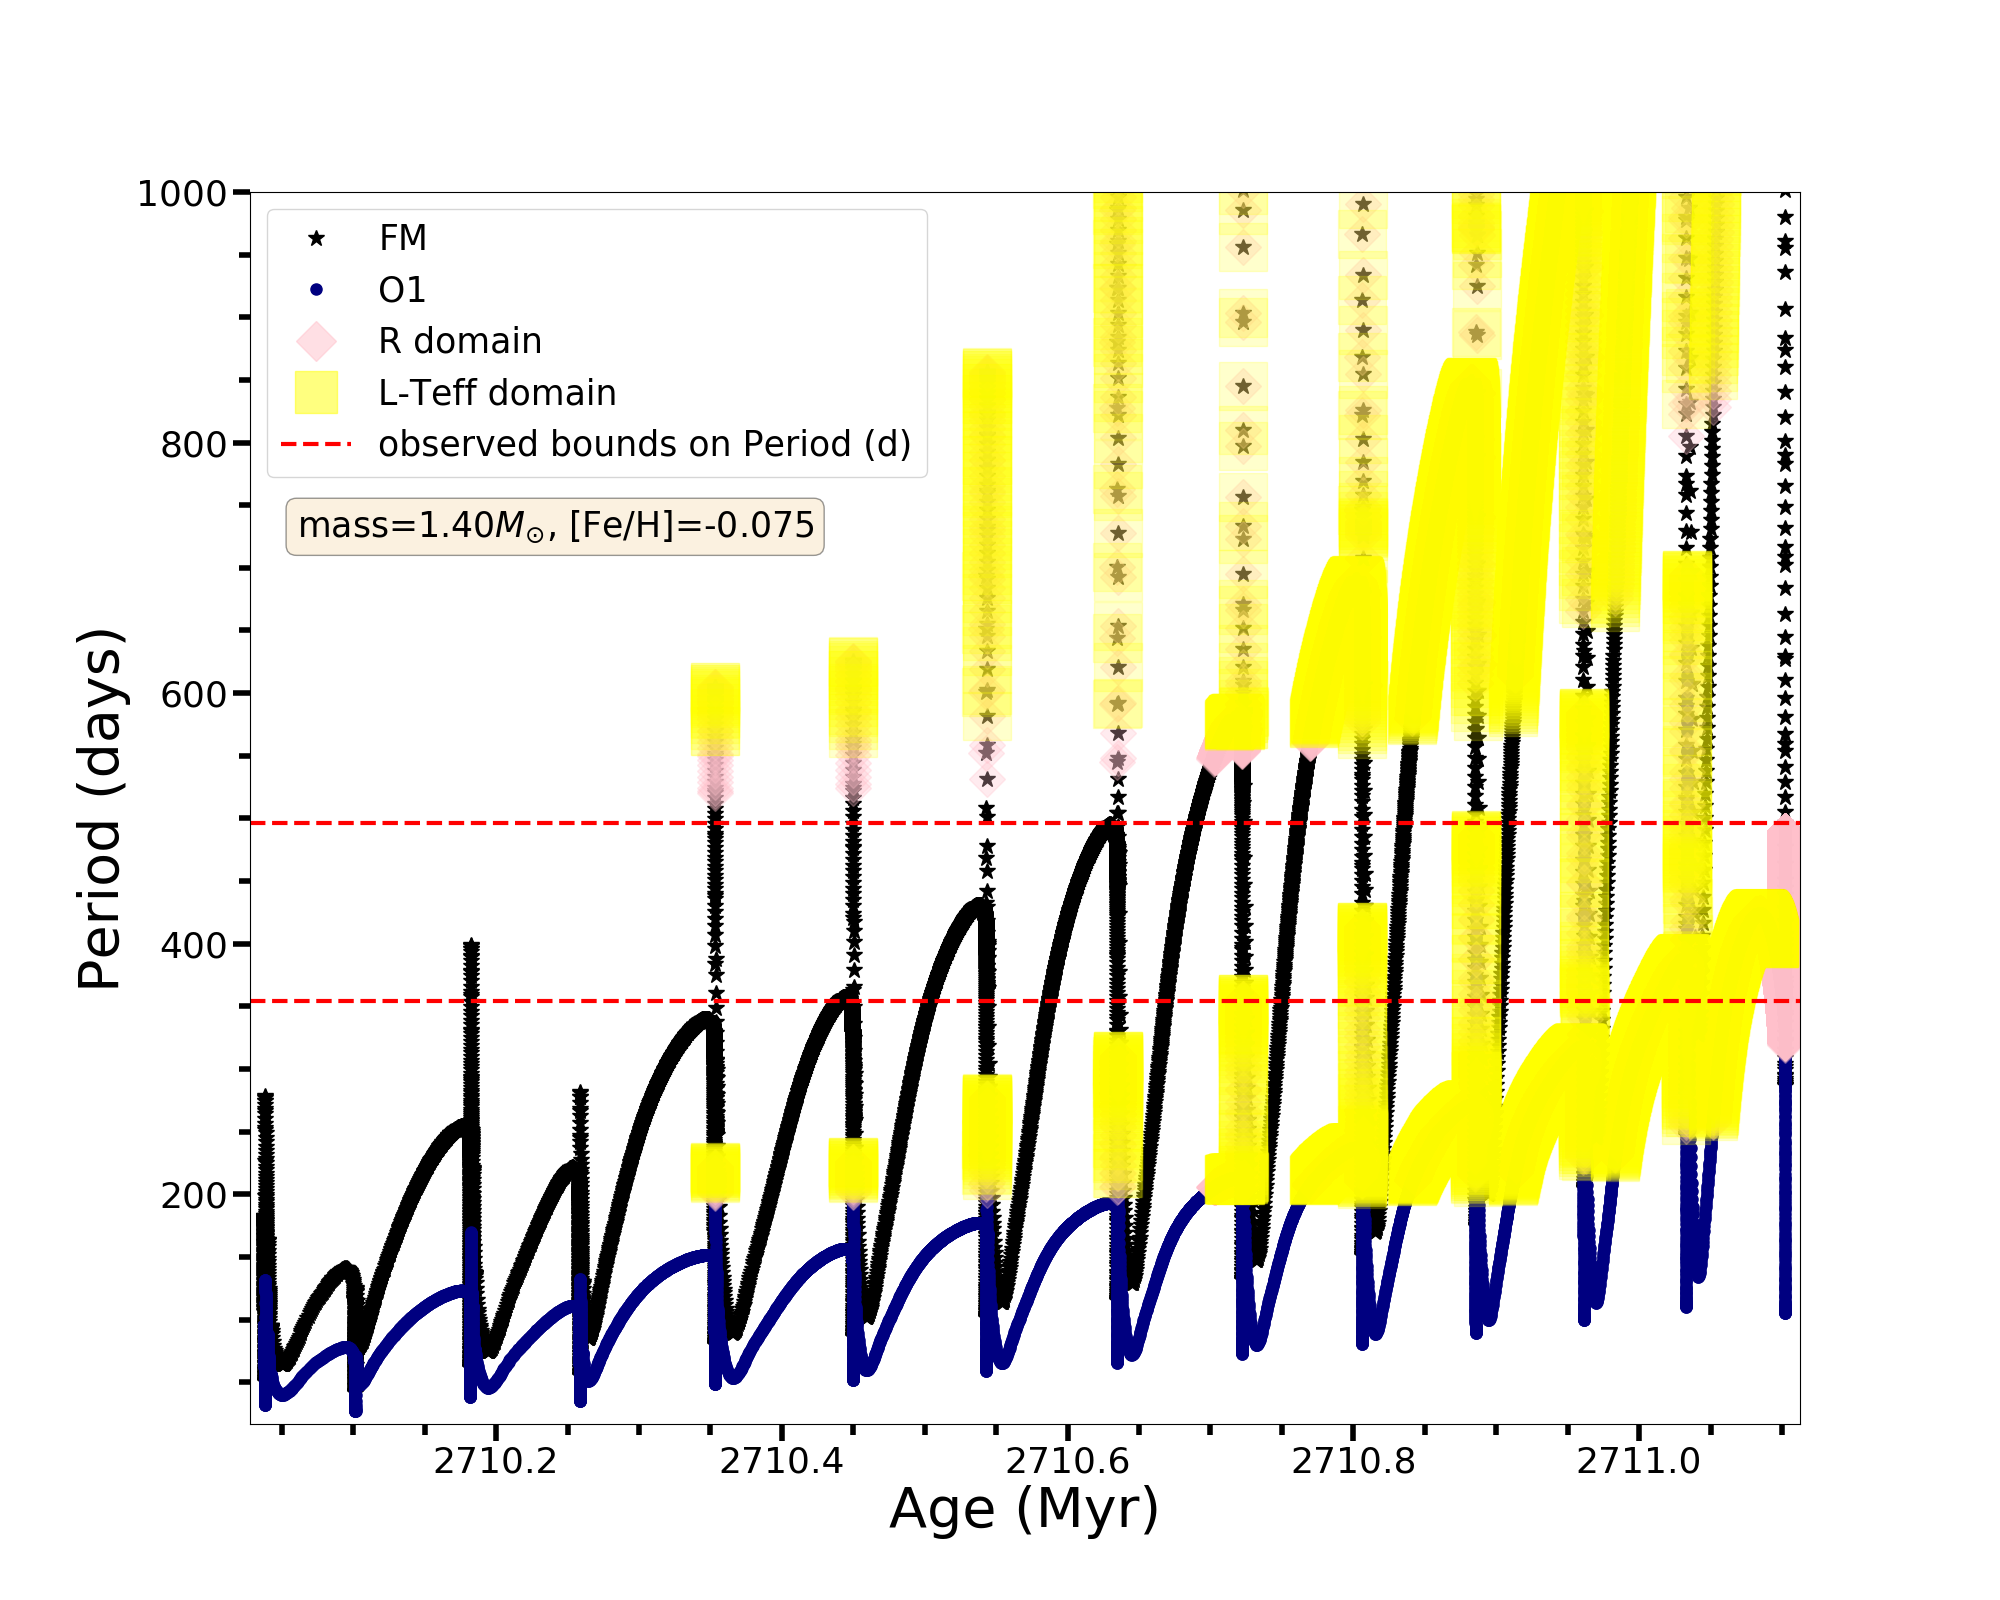 1000
800
600
400
200
Period (days)
FM
O1
R domain
L-Teff domain
observed bounds on Period (d)
mass=1.40M☉, [Fe/H]=-0.075
2710.2 2710.4 2710.6 2710.8 2711.0
Age (Myr)